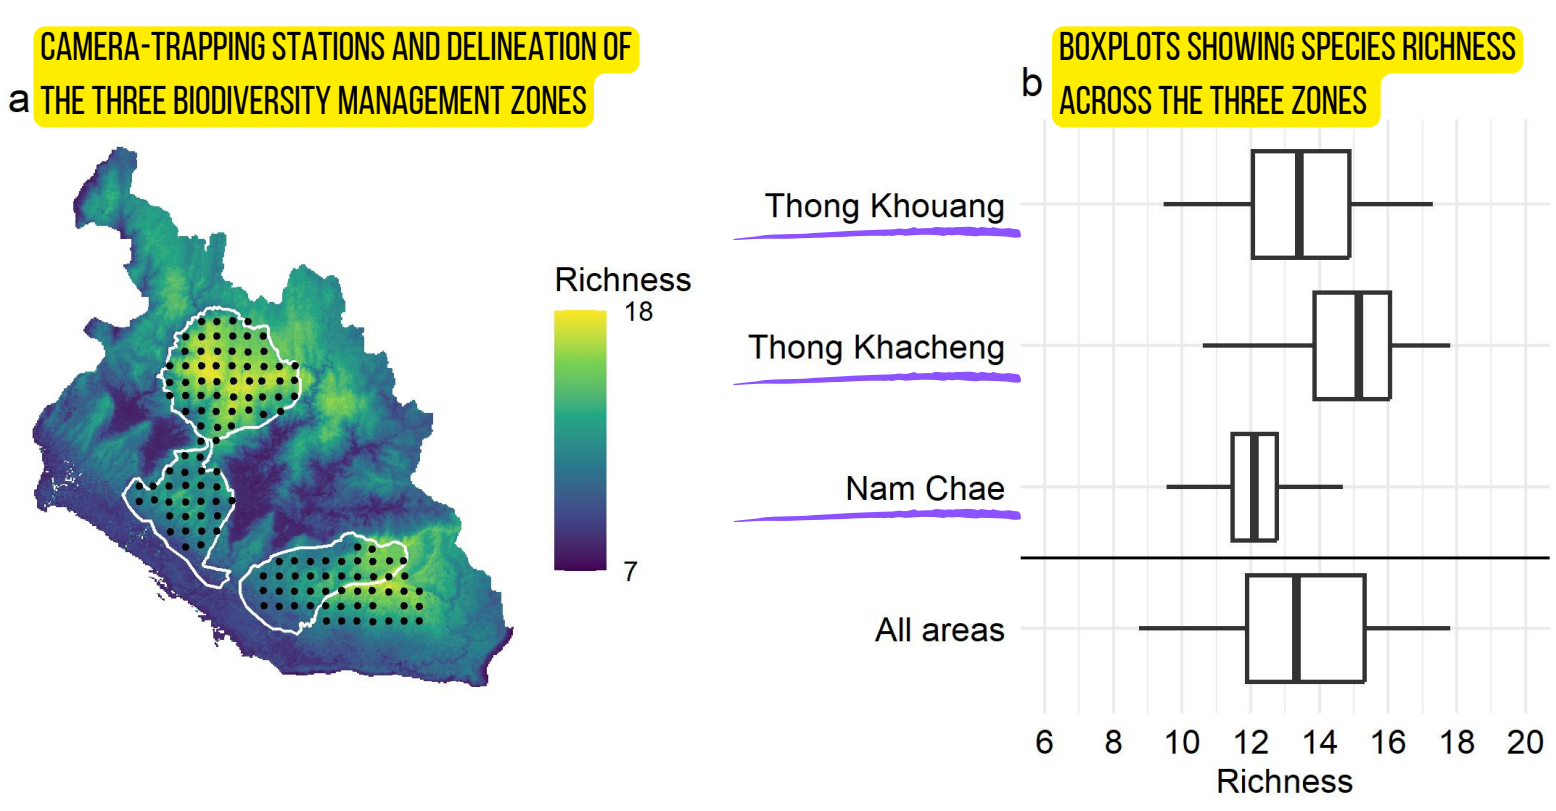 CAMERA-TRAPPING STATIONS AND DELINEATION OF
a THE THREE BIODIVERSITY MANAGEMENT ZONES
Richness
18
7
BOXPLOTS SHOWING SPECIES RICHNESS
b ACROSS THE THREE ZONES
Thong Khouang
Thong Khacheng
Nam Chae
All areas
6 8 10 12 14 16 18 20
Richness